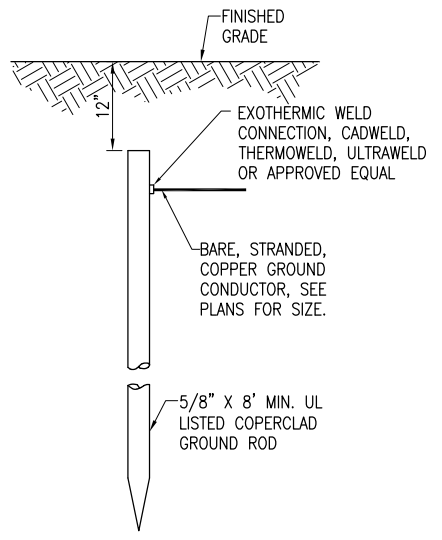 FINISHED
GRADE
12"
EXOTHERMIC WELD
CONNECTION, CADWELD,
THERMOWELD, ULTRAWELD
OR APPROVED EQUAL
BARE, STRANDED,
COPPER GROUND
CONDUCTOR, SEE
PLANS FOR SIZE.
5/8" X 8' MIN. UL
LISTED COPERCLAD
GROUND ROD